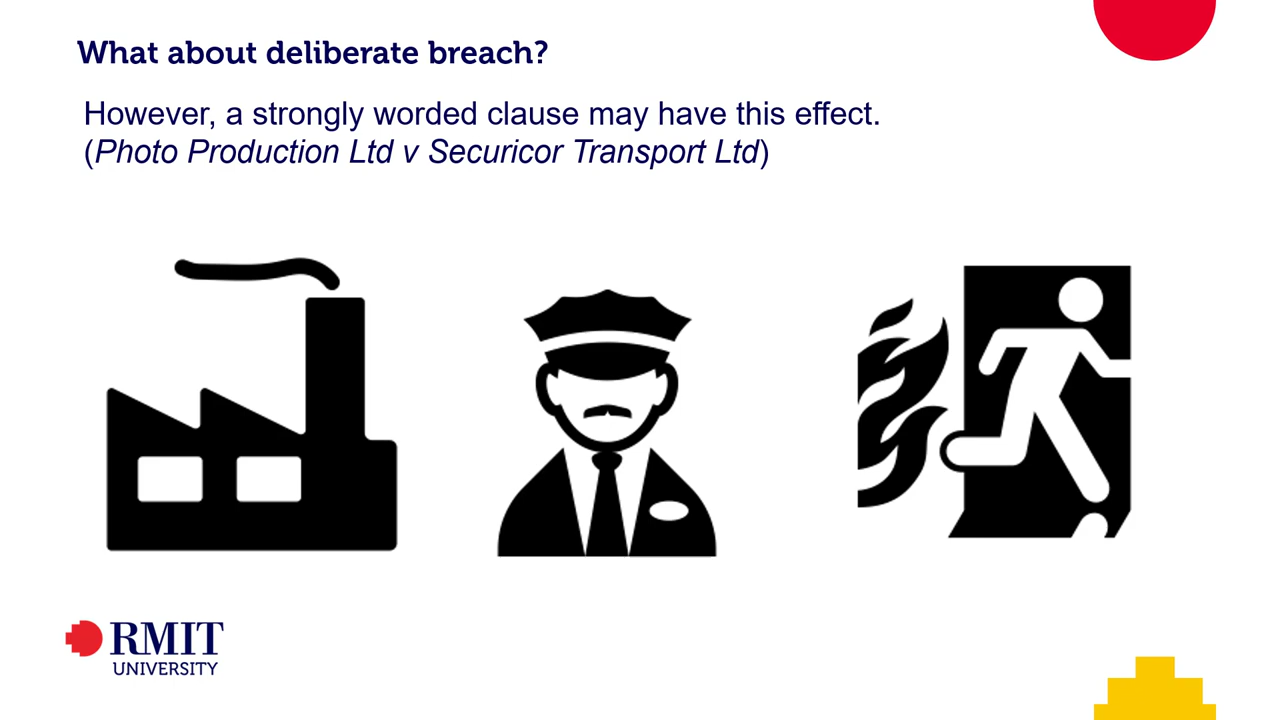 What about deliberate breach?
However, a strongly worded clause may have this effect.
(Photo Production Ltd v Securicor Transport Ltd)
RMIT
UNIVERSITY